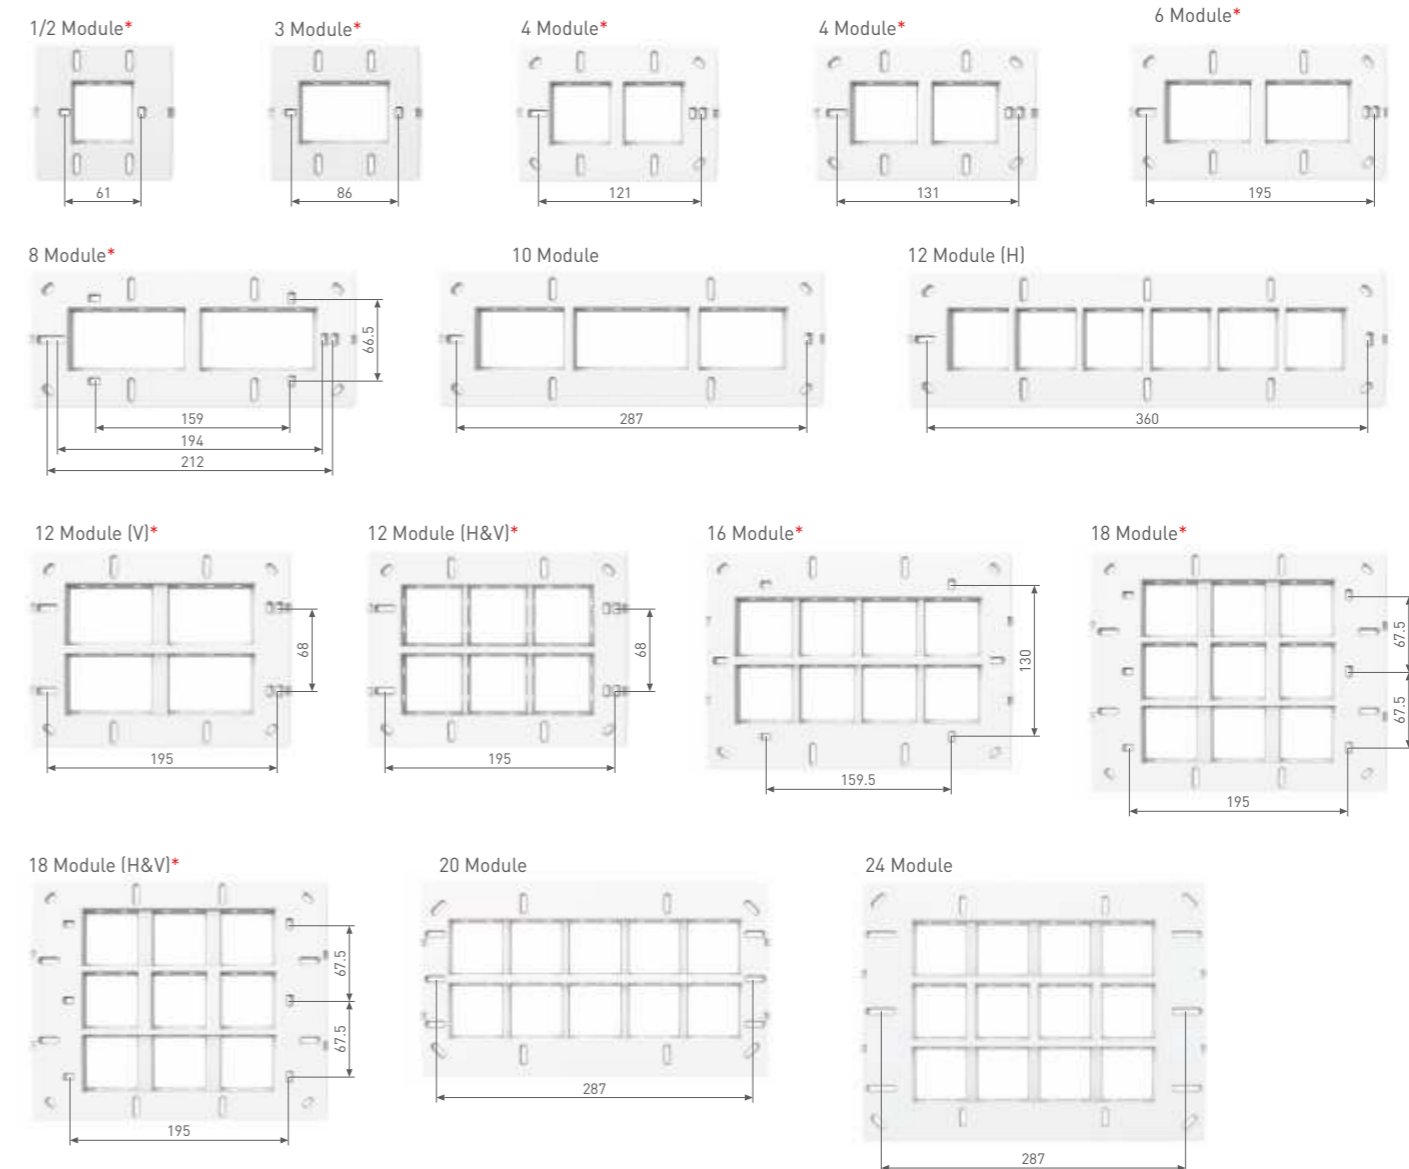 1/2 Module*
3 Module*
4 Module*
4 Module*
6 Module*
61
86
121
131
195
8 Module*
10 Module
12 Module (H)
66.5
159
194
212
287
360
12 Module (V)*
12 Module (H&V)*
16 Module*
18 Module*
68
195
68
195
130
159.5
67.5
67.5
195
18 Module (H&V)*
20 Module
24 Module
67.5
67.5
195
287
287